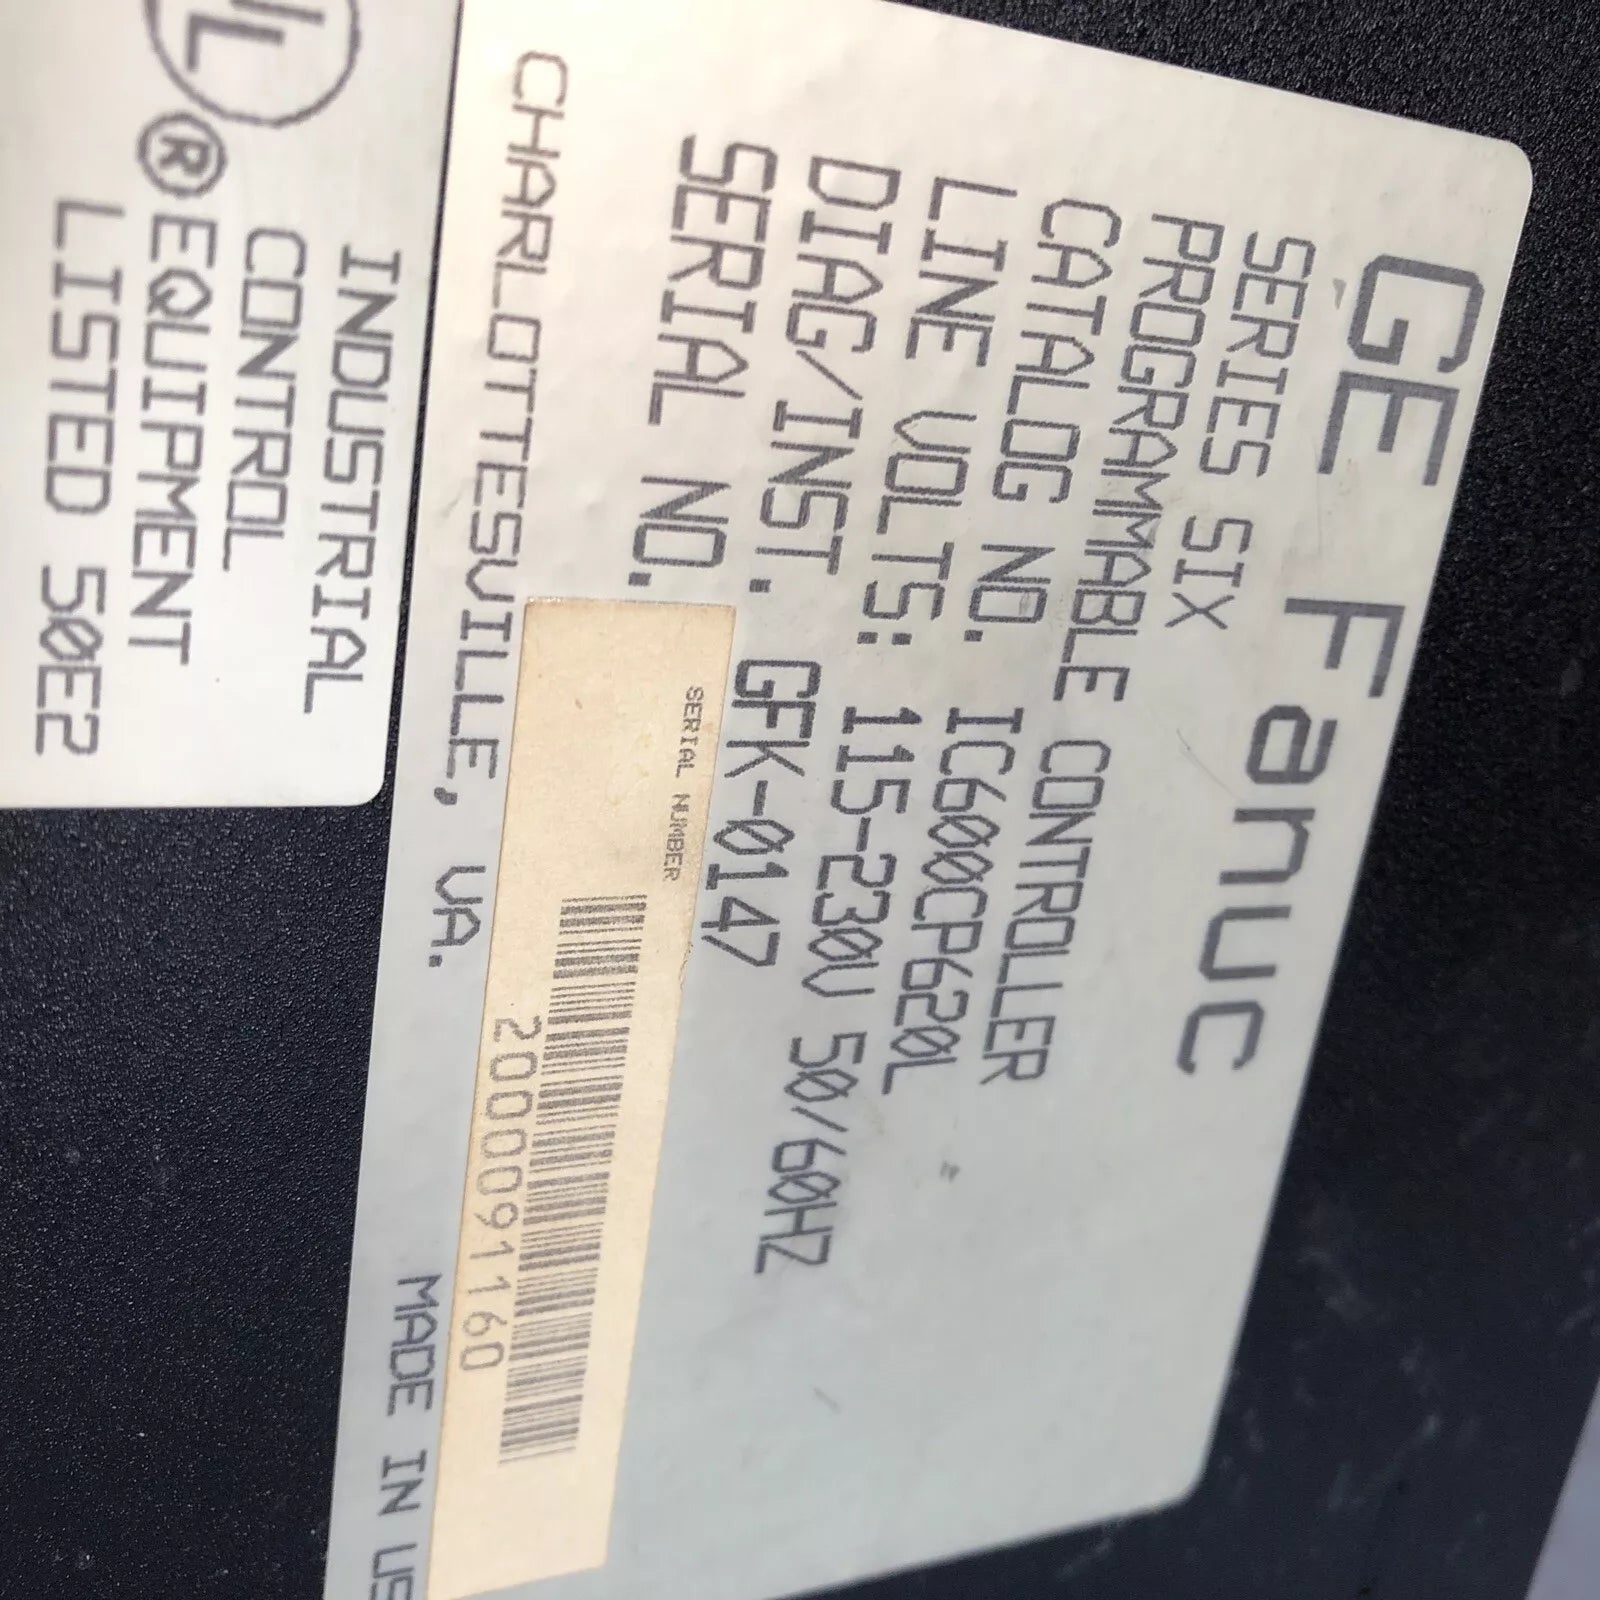 GE Fanuc
SERIES SIX
PROGRAMMABLE CONTROLLER
CATALOG NO. IC600CP620L
LINE VOLTS: 115-230V 50/60HZ
DIAG/INST. GFK-0147
SERIAL NO.
SERIAL NUMBER
2000091160
CHARLOTTESVILLE, VA.
MADE IN US
UL
®
INDUSTRIAL
CONTROL
EQUIPMENT
LISTED 50E2